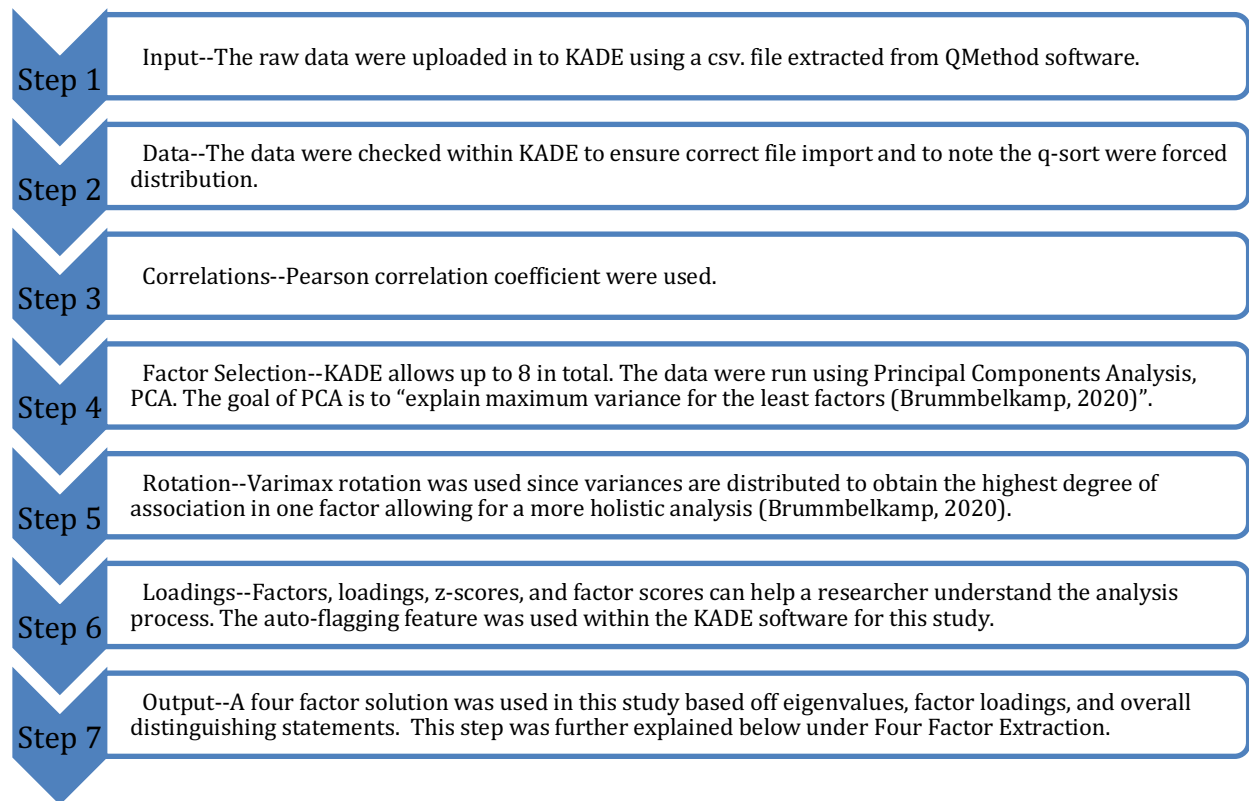 Step 1
Input--The raw data were uploaded in to KADE using a csv. file extracted from QMethod software.
Step 2
Data--The data were checked within KADE to ensure correct file import and to note the q-sort were forced
distribution.
Step 3
Correlations--Pearson correlation coefficient were used.
Step 4
Factor Selection--KADE allows up to 8 in total. The data were run using Principal Components Analysis,
PCA. The goal of PCA is to “explain maximum variance for the least factors (Brummbelkamp, 2020)”.
Step 5
Rotation--Varimax rotation was used since variances are distributed to obtain the highest degree of
association in one factor allowing for a more holistic analysis (Brummbelkamp, 2020).
Step 6
Loadings--Factors, loadings, z-scores, and factor scores can help a researcher understand the analysis
process. The auto-flagging feature was used within the KADE software for this study.
Step 7
Output--A four factor solution was used in this study based off eigenvalues, factor loadings, and overall
distinguishing statements.  This step was further explained below under Four Factor Extraction.